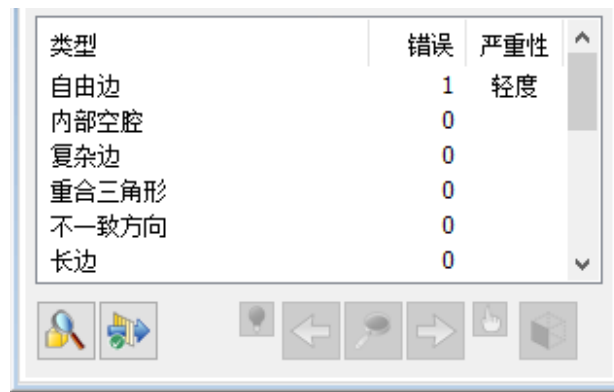 类型 错误 严重性
自由边 1 轻度
内部空腔 0
复杂边 0
重合三角形 0
不一致方向 0
长边 0